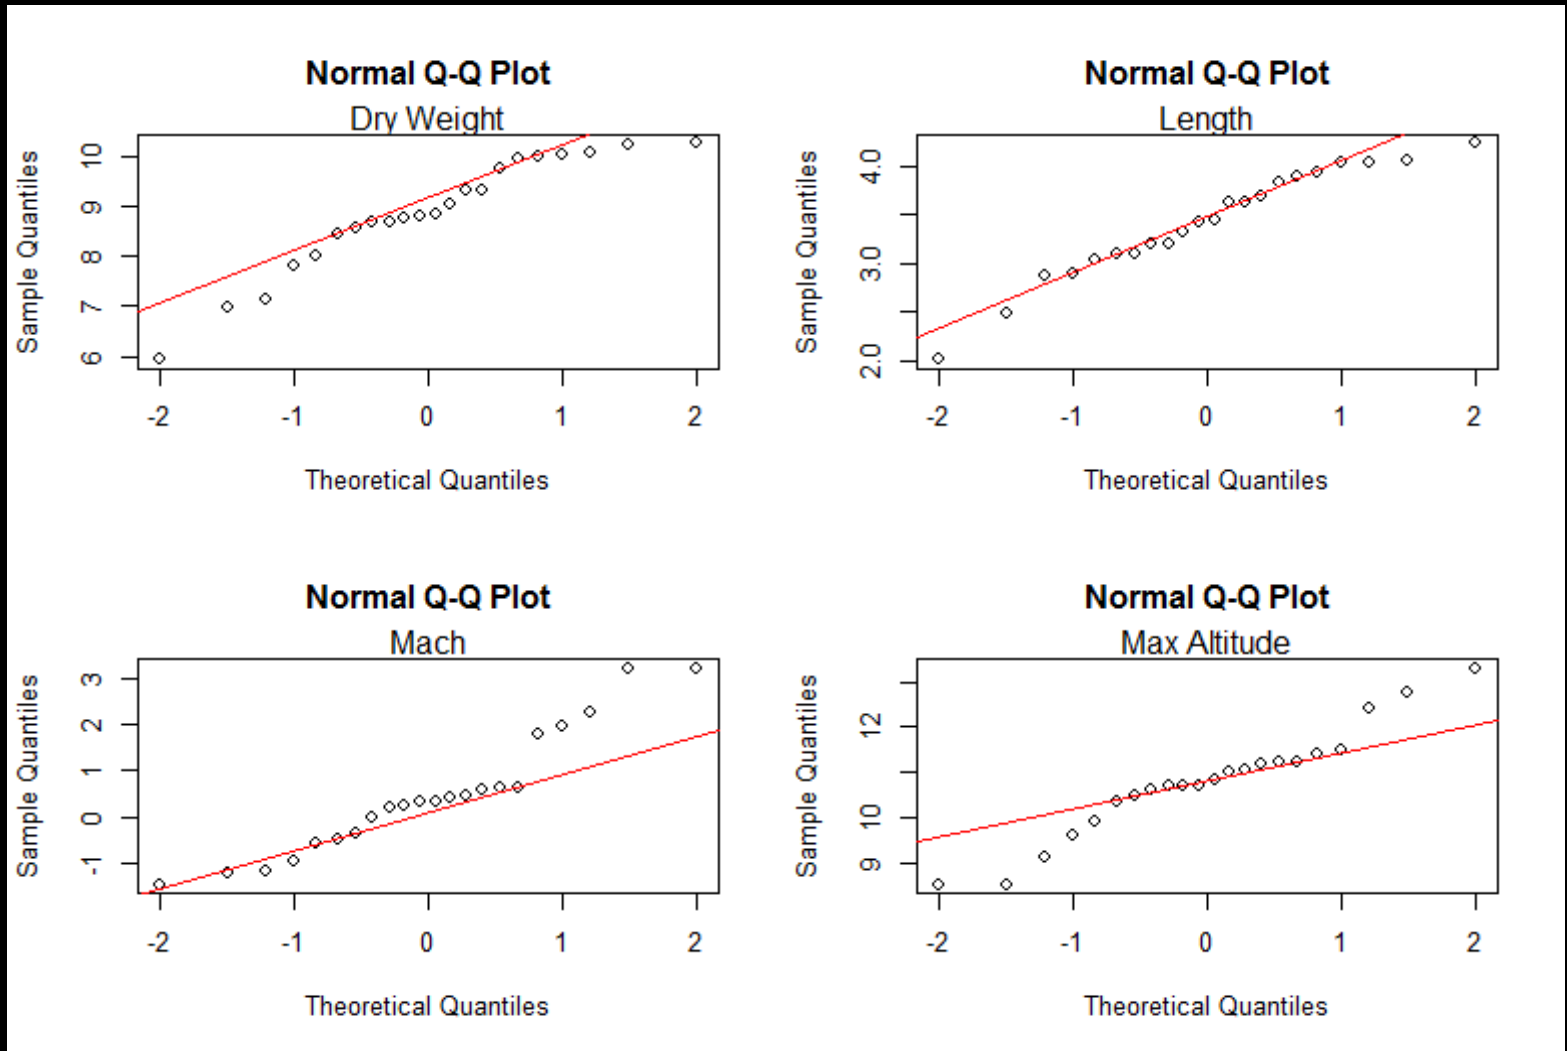 Normal Q-Q Plot
Dry Weight
Sample Quantiles
10
9
8
7
6
-2 -1 0 1 2
Theoretical Quantiles
Normal Q-Q Plot
Length
Sample Quantiles
4.0
3.0
2.0
-2 -1 0 1 2
Theoretical Quantiles
Normal Q-Q Plot
Mach
Sample Quantiles
3
2
1
0
-1
-2 -1 0 1 2
Theoretical Quantiles
Normal Q-Q Plot
Max Altitude
Sample Quantiles
12
10
9
-2 -1 0 1 2
Theoretical Quantiles